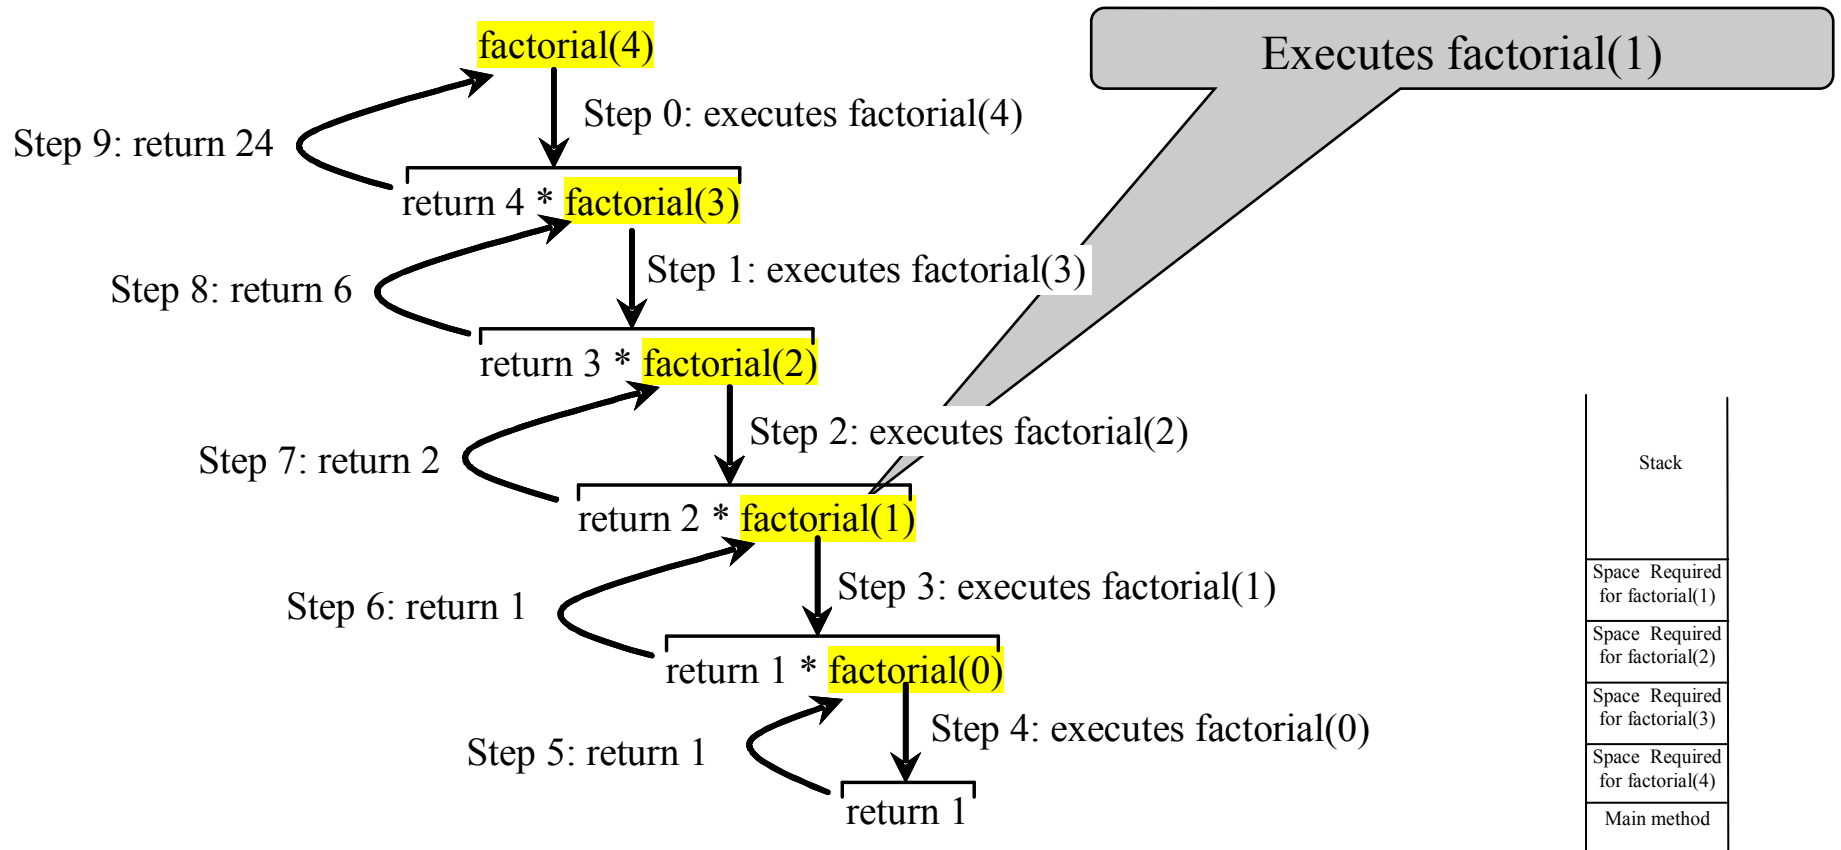 factorial(4)
Executes factorial(1)
Step 0: executes factorial(4)
Step 9: return 24
return 4 * factorial(3)
Step 1: executes factorial(3)
Step 8: return 6
return 3 * factorial(2)
Step 2: executes factorial(2)
Step 7: return 2
return 2 * factorial(1)
Step 3: executes factorial(1)
Step 6: return 1
return 1 * factorial(0)
Step 4: executes factorial(0)
Step 5: return 1
return 1
Stack
Space Required
for factorial(1)
Space Required
for factorial(2)
Space Required
for factorial(3)
Space Required
for factorial(4)
Main method